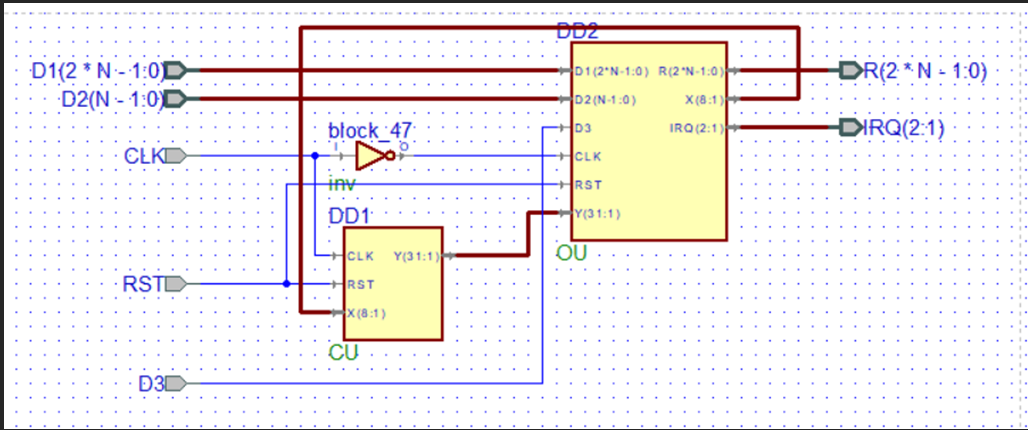 DD2
D1(2 * N - 1:0)
D1(2*N-1:0)
R(2*N-1:0)
R(2 * N - 1:0)
D2(N - 1:0)
D2(N-1:0)
X(8:1)
block_47
D3
IRQ(2:1)
IRQ(2:1)
CLK
I
O
CLK
inv
RST
DD1
Y(31:1)
CLK
Y(31:1)
OU
RST
RST
X(8:1)
CU
D3